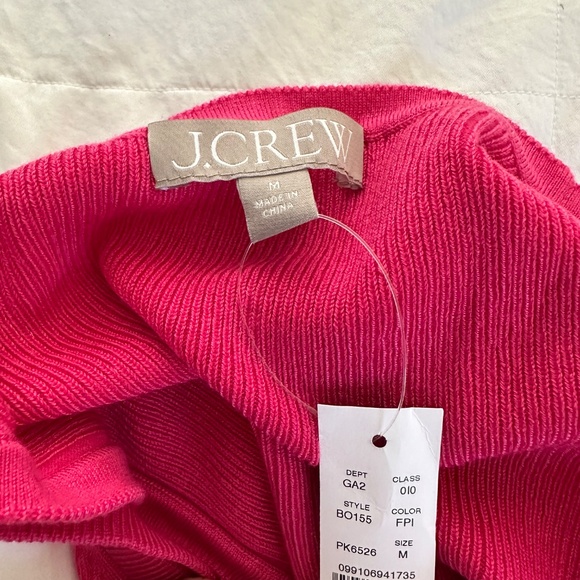 J.CREW
M
MADE IN
CHINA
DEPT CLASS
GA2 010
STYLE COLOR
BO155 FPI
SIZE
PK6526 M
099106941735